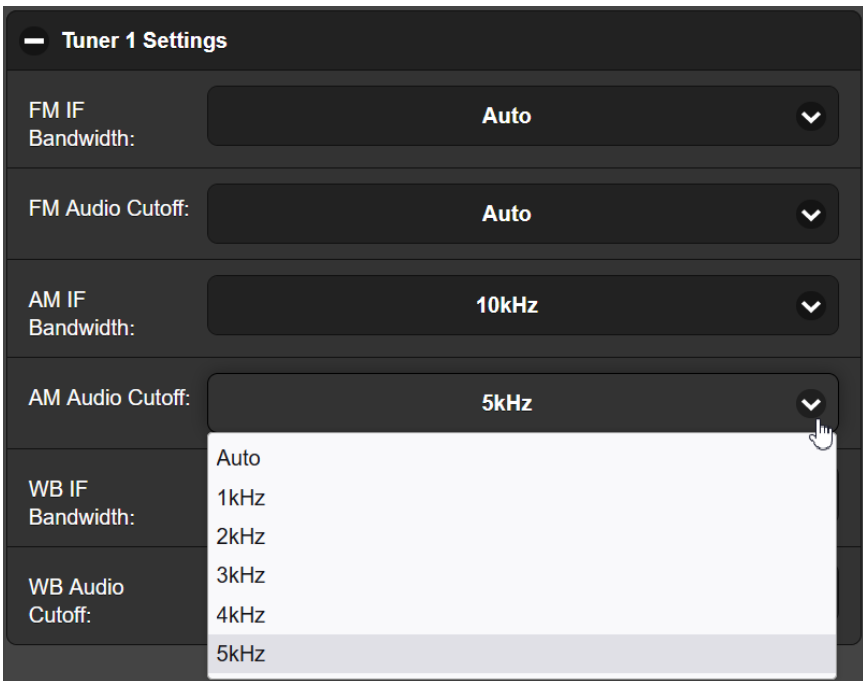 Tuner 1 Settings
FM IF
Bandwidth:
Auto
FM Audio Cutoff:
Auto
AM IF
Bandwidth:
10kHz
AM Audio Cutoff:
5kHz
Auto
1kHz
2kHz
3kHz
4kHz
5kHz
WB IF
Bandwidth:
WB Audio
Cutoff: